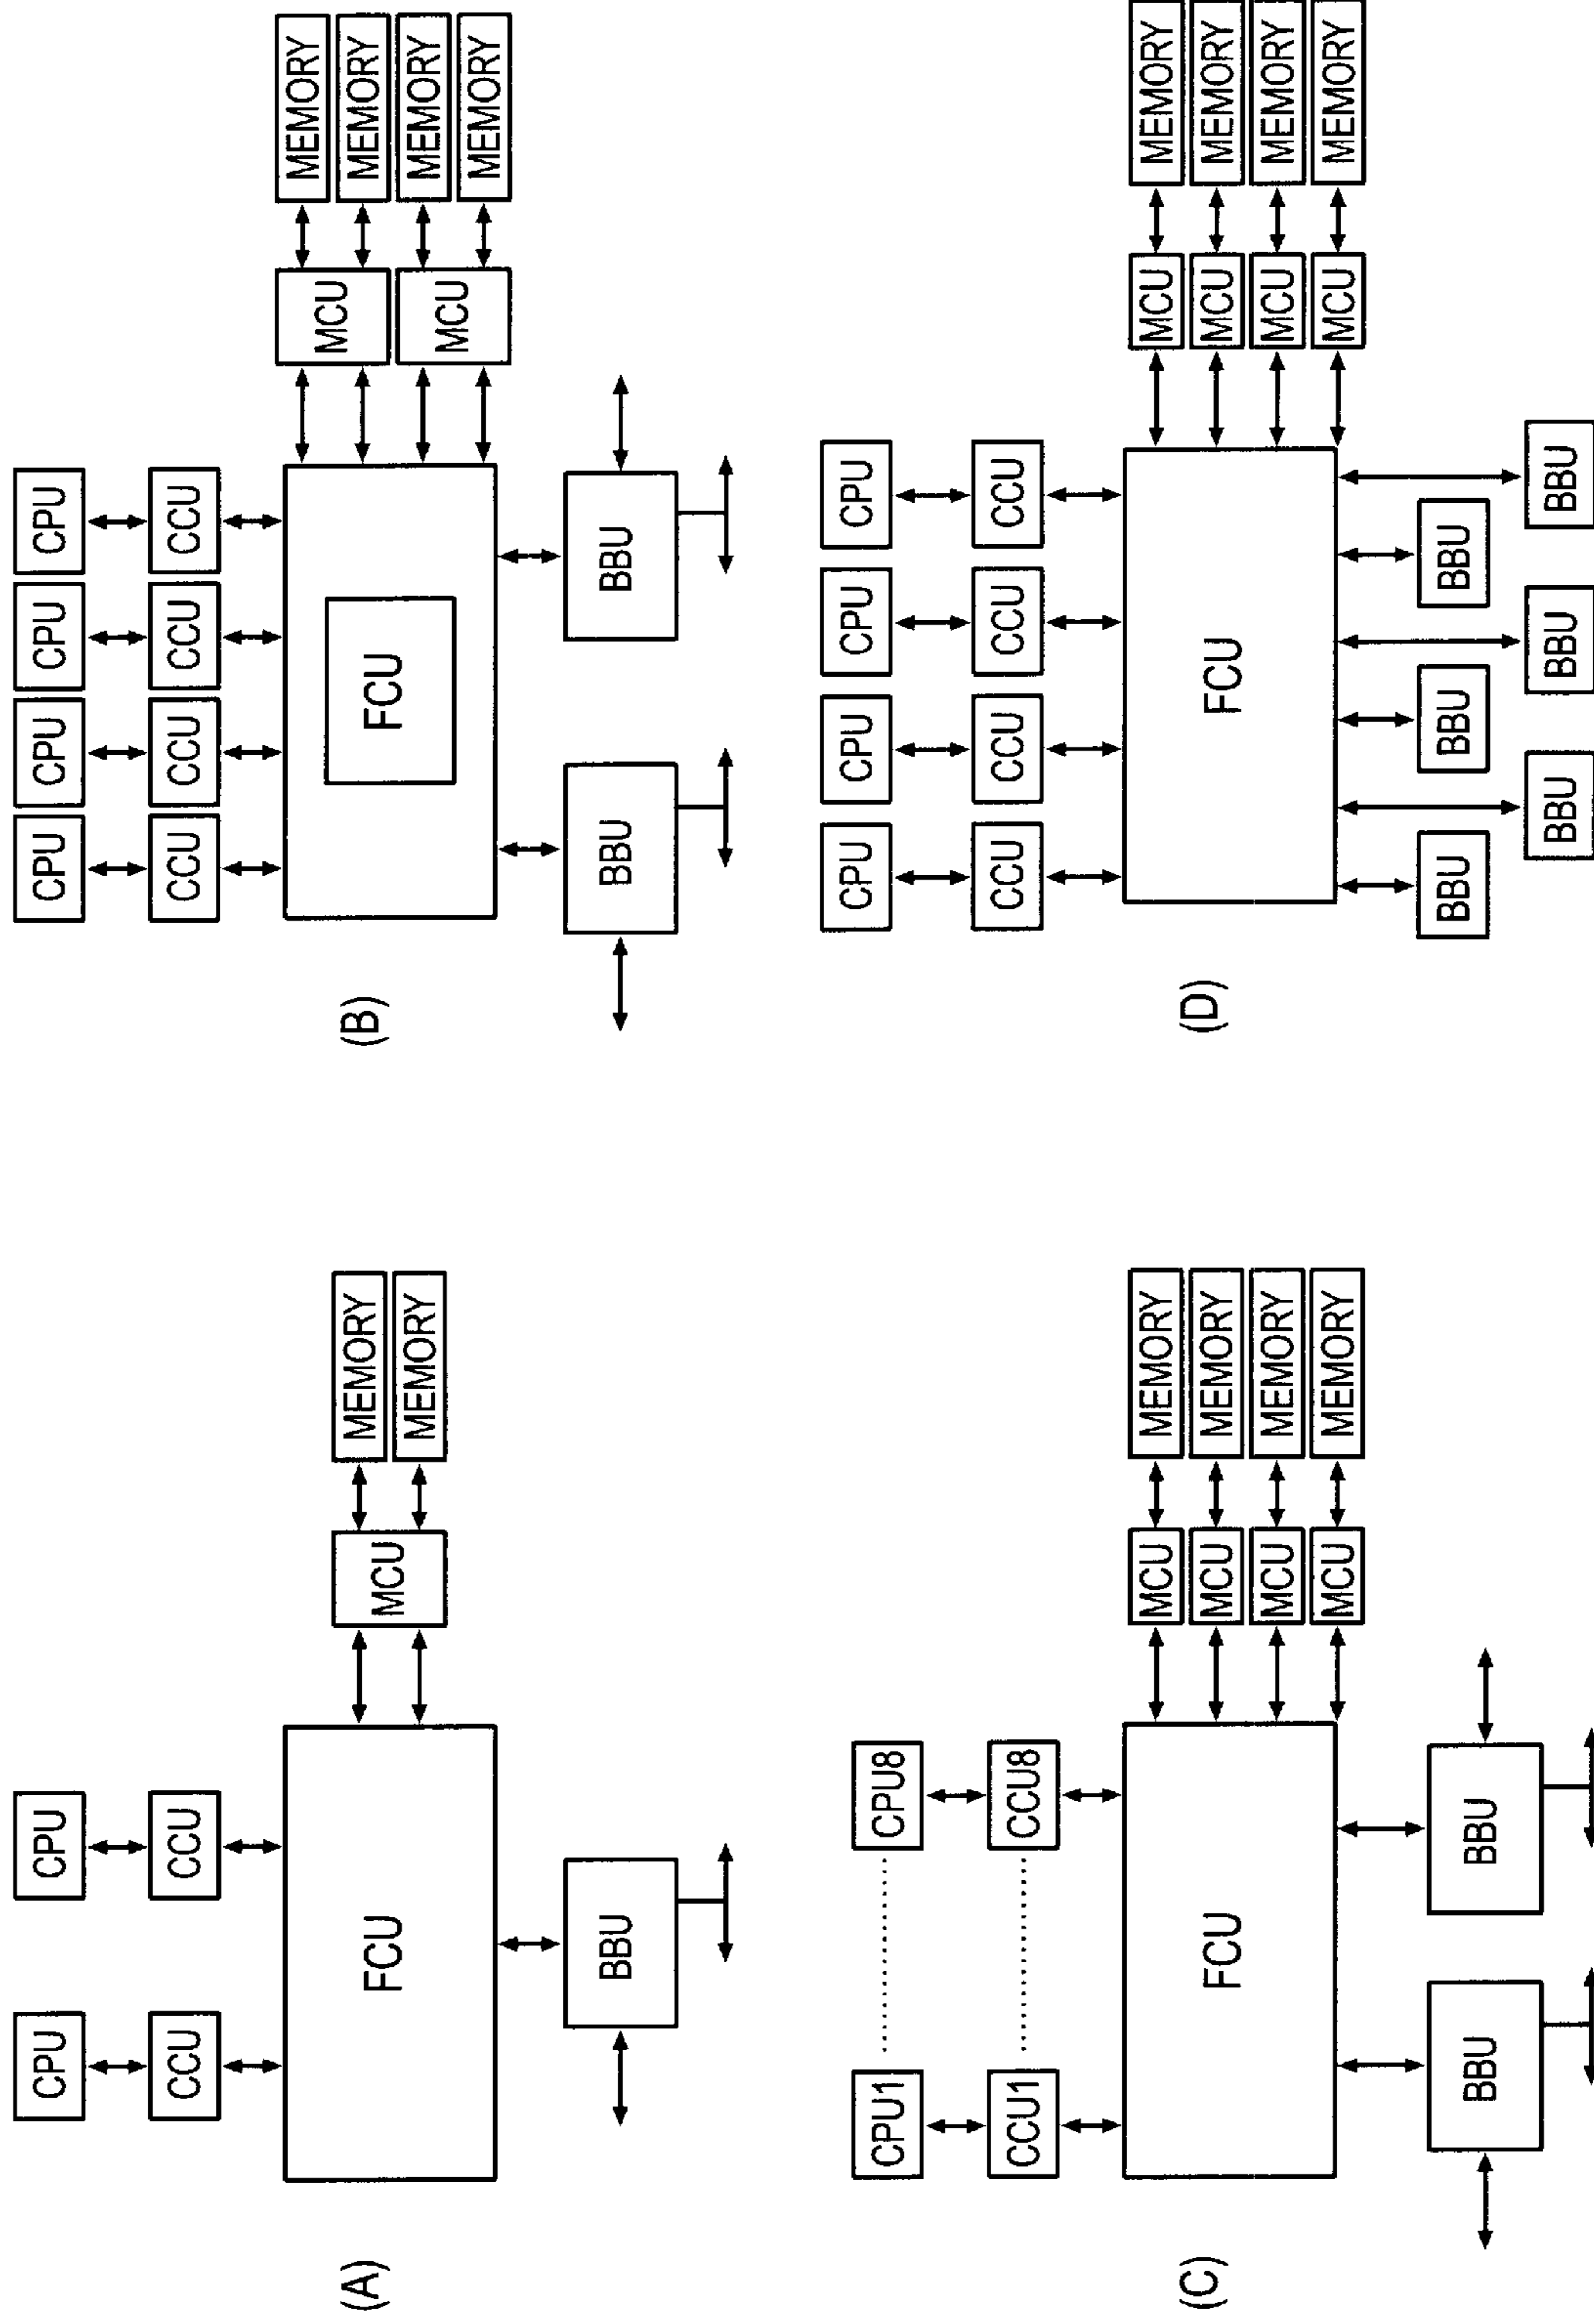 (A)
CPU CPU
CCU CCU
FCU
MCU
MEMORY
MEMORY
BBU
(B)
CPU CPU CPU CPU
CCU CCU CCU CCU
FCU
MCU
MCU
MEMORY
MEMORY
MEMORY
MEMORY
BBU BBU
(C)
CPU1 CPU8
CCU1 CCU8
FCU
MCU MEMORY
MCU MEMORY
MCU MEMORY
MCU MEMORY
BBU BBU
(D)
CPU CPU CPU CPU
CCU CCU CCU CCU
FCU
MCU MEMORY
MCU MEMORY
MCU MEMORY
MCU MEMORY
BBU BBU BBU
BBU BBU BBU